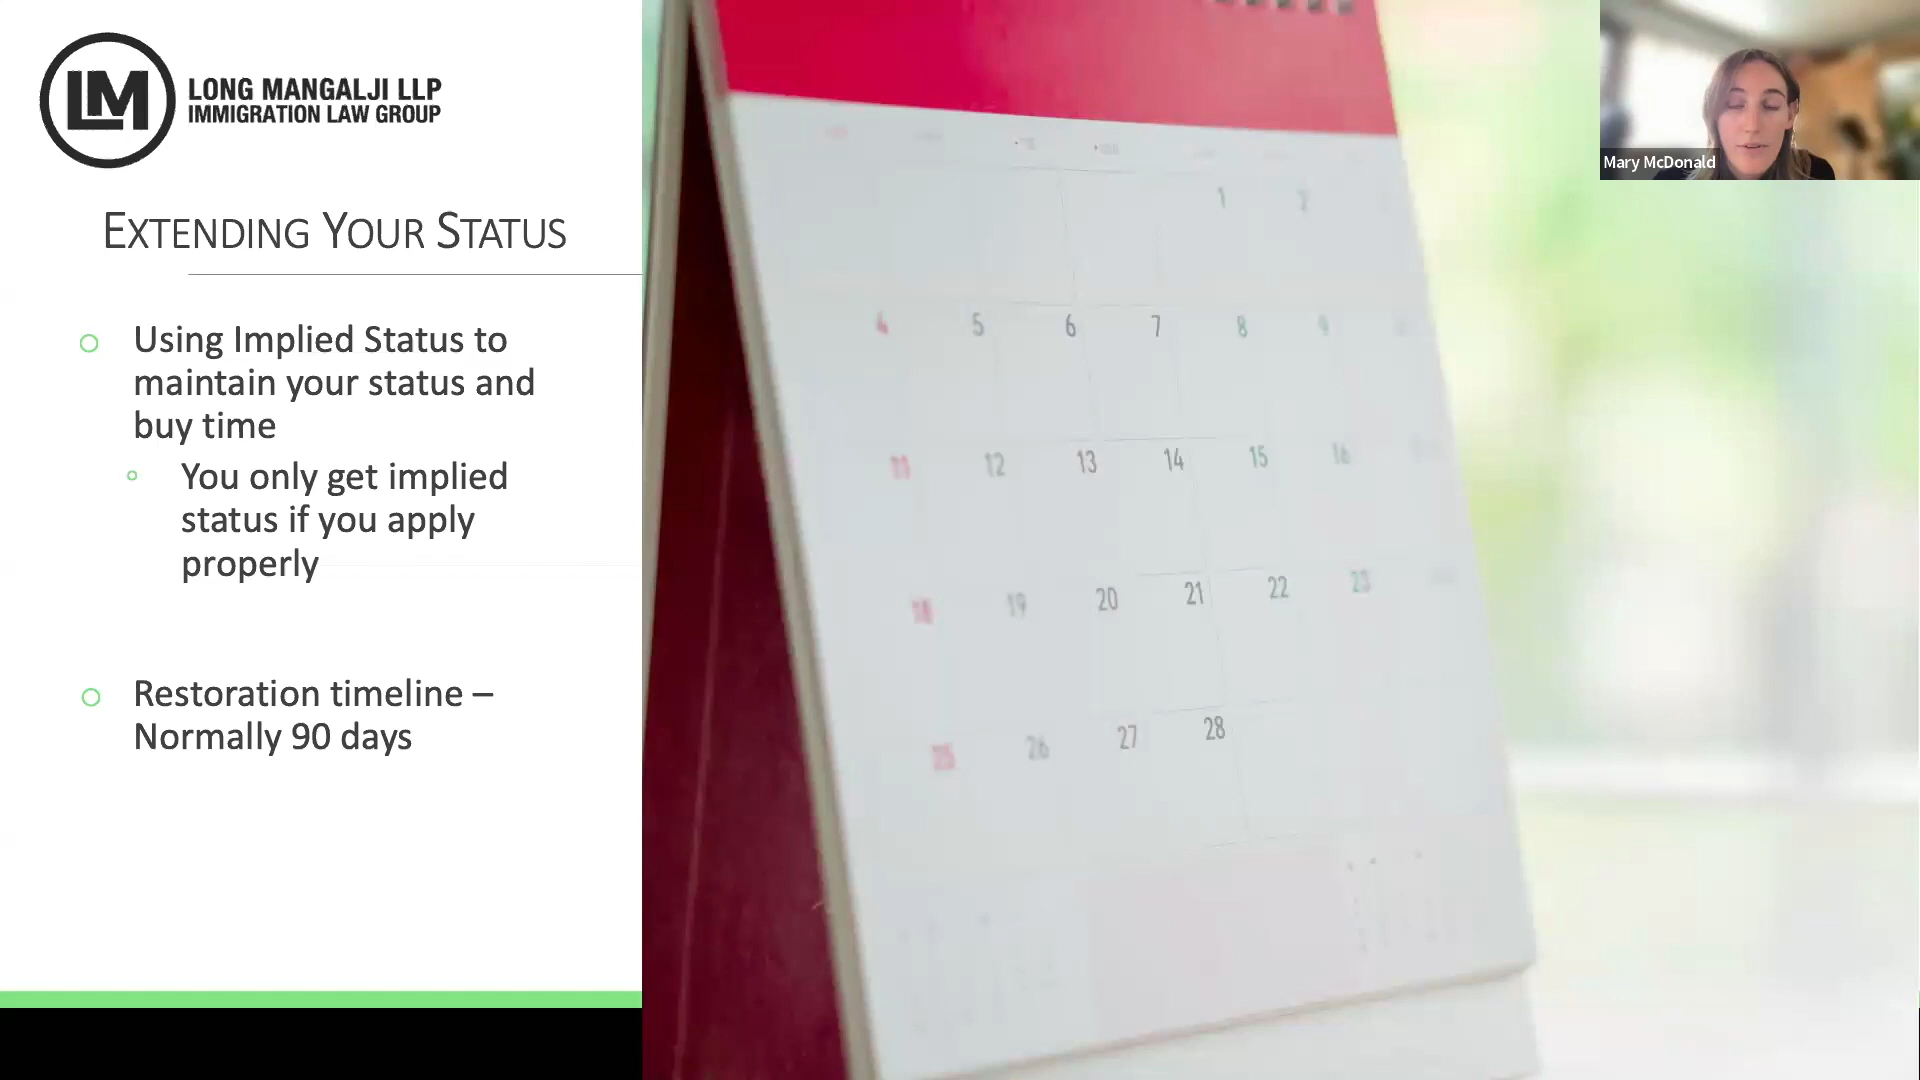 LM
LONG MANGALJI LLP
IMMIGRATION LAW GROUP
EXTENDING YOUR STATUS
Using Implied Status to
maintain your status and
buy time
You only get implied
status if you apply
properly
Restoration timeline –
Normally 90 days
1 2
4 5 6 7 8 9
11 12 13 14 15 16
18 19 20 21 22 23
25 26 27 28
Mary McDonald